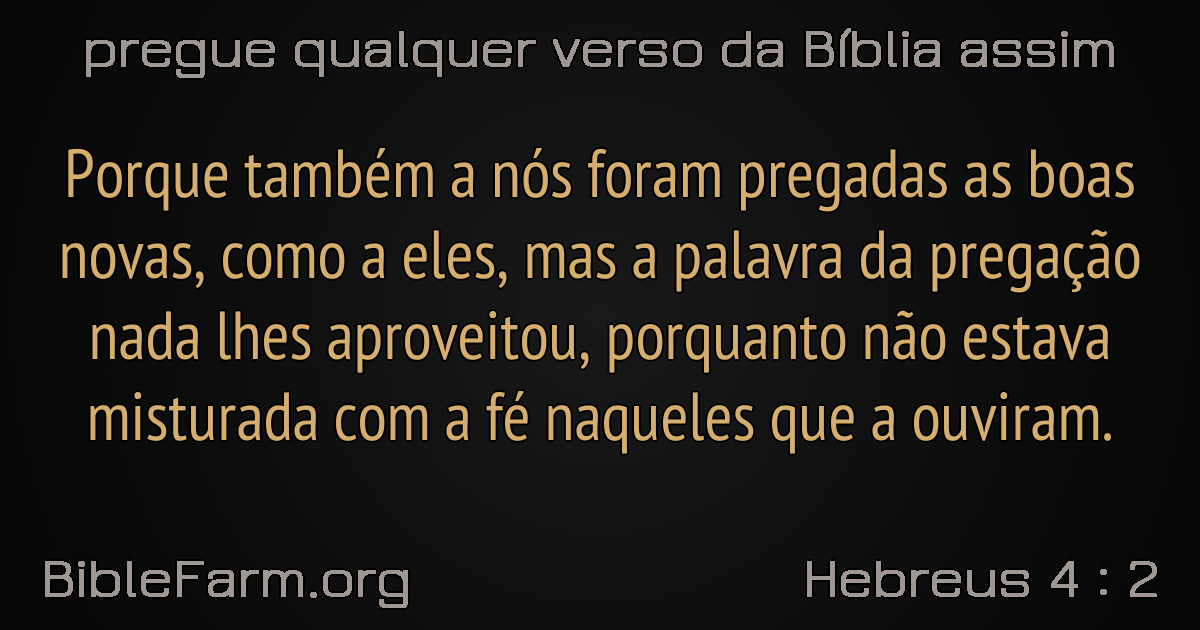 pregue qualquer verso da Bíblia assim
Porque também a nós foram pregadas as boas
novas, como a eles, mas a palavra da pregação
nada lhes aproveitou, porquanto não estava
misturada com a fé naqueles que a ouviram.
BibleFarm.org
Hebreus 4 : 2